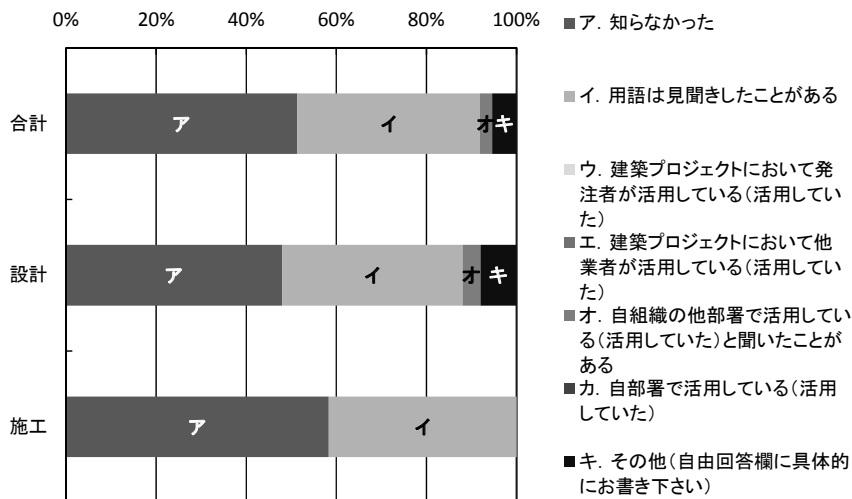 0% 20% 40% 60% 80% 100%
合計
ア イ オ キ
設計
ア イ オ キ
施工
ア イ
ア. 知らなかった
イ. 用語は見聞きしたことがある
ウ. 建築プロジェクトにおいて発
注者が活用している(活用してい
た)
エ. 建築プロジェクトにおいて他
業者が活用している(活用してい
た)
オ. 自組織の他部署で活用してい
る(活用していた)と聞いたことが
ある
カ. 自部署で活用している(活用
していた)
キ. その他(自由回答欄に具体的
にお書き下さい)